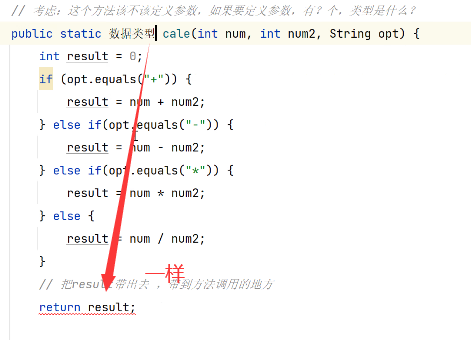 // 考虑：这个方法该不该定义参数，如果要定义参数，有？个，类型是什么？
public static 数据类型 cale(int num, int num2, String opt) {
int result = 0;
if (opt.equals("+")) {
result = num + num2;
} else if(opt.equals("-")) {
result = num - num2;
} else if(opt.equals("*")) {
result = num * num2;
} else {
result = num / num2;
}
一样
// 把result带出去 ，带到方法调用的地方
return result;